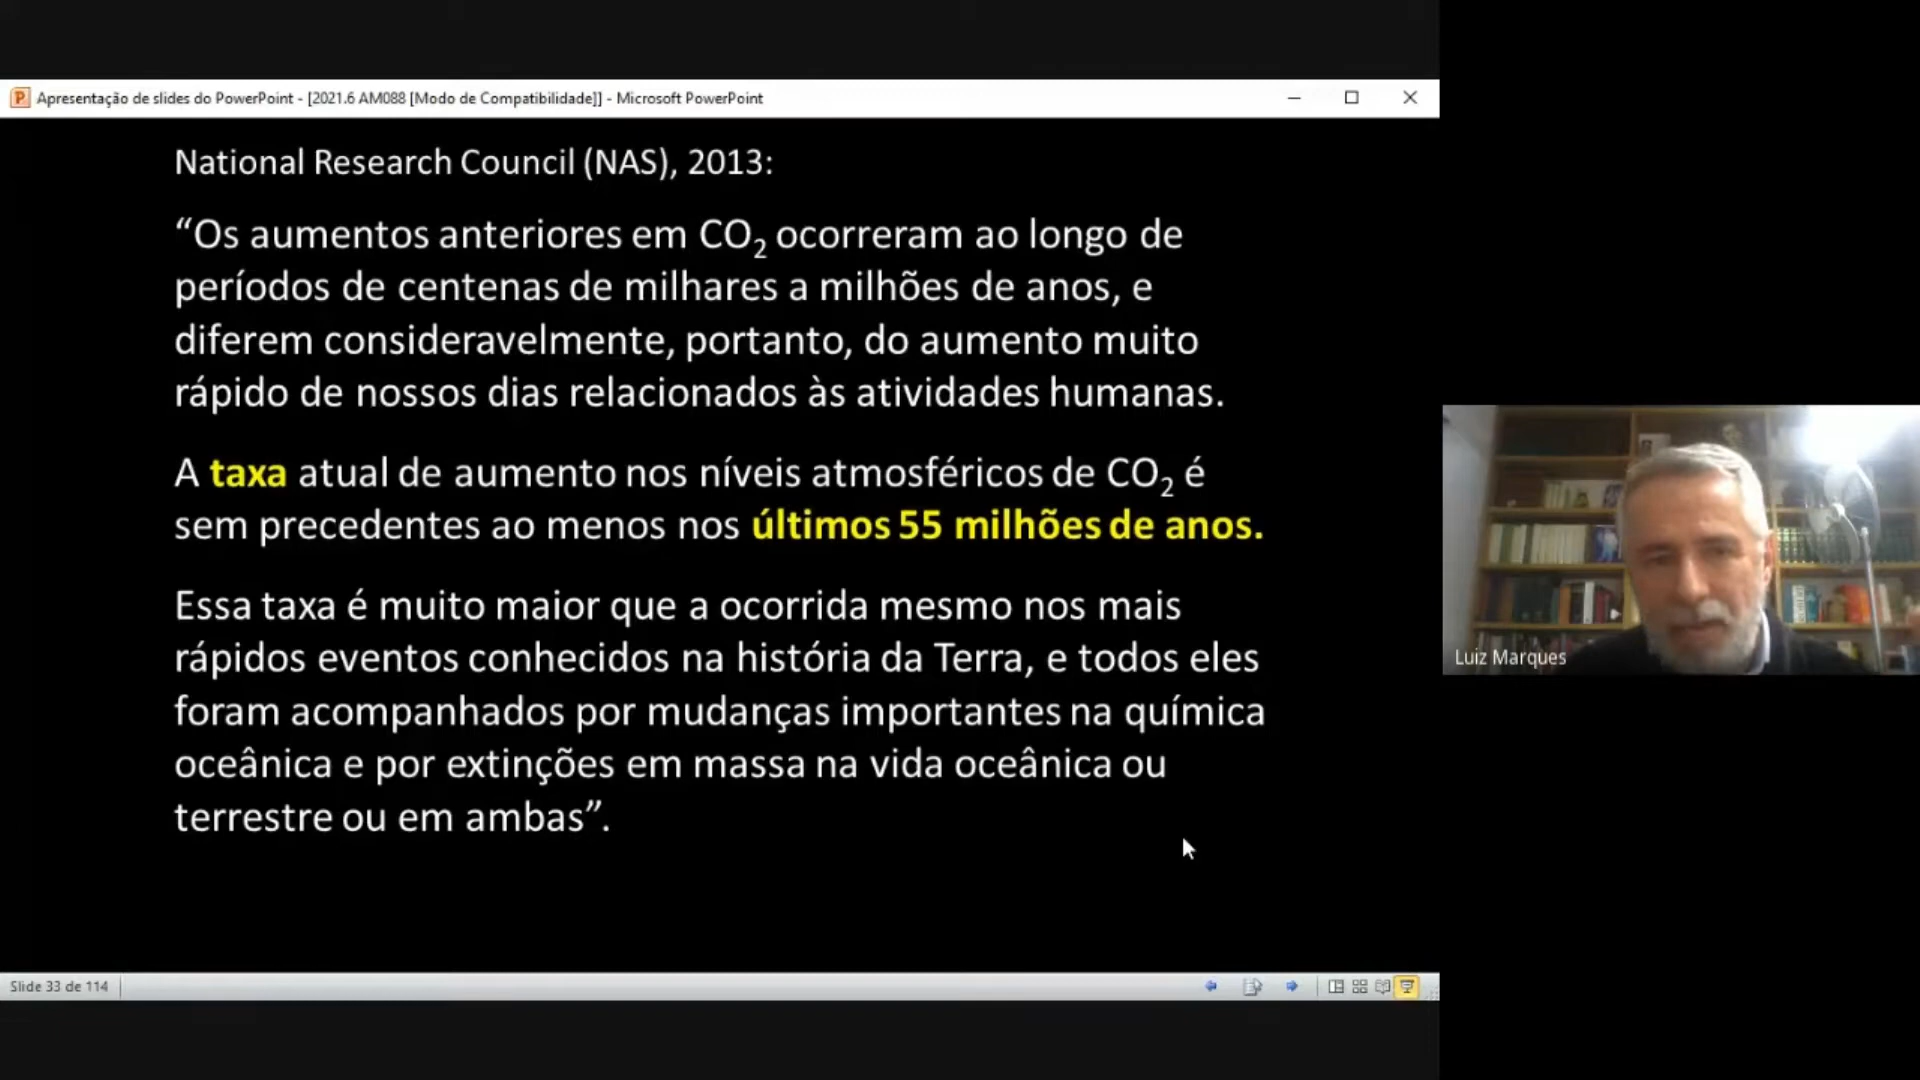 Apresentação de slides do PowerPoint - [2021.6 AM088 [Modo de Compatibilidade]] - Microsoft PowerPoint
National Research Council (NAS), 2013:
“Os aumentos anteriores em CO₂ ocorreram ao longo de
períodos de centenas de milhares a milhões de anos, e
diferem consideravelmente, portanto, do aumento muito
rápido de nossos dias relacionados às atividades humanas.
A taxa atual de aumento nos níveis atmosféricos de CO₂ é
sem precedentes ao menos nos últimos 55 milhões de anos.
Essa taxa é muito maior que a ocorrida mesmo nos mais
rápidos eventos conhecidos na história da Terra, e todos eles
foram acompanhados por mudanças importantes na química
oceânica e por extinções em massa na vida oceânica ou
terrestre ou em ambas”.
Luiz Marques
Slide 33 de 114